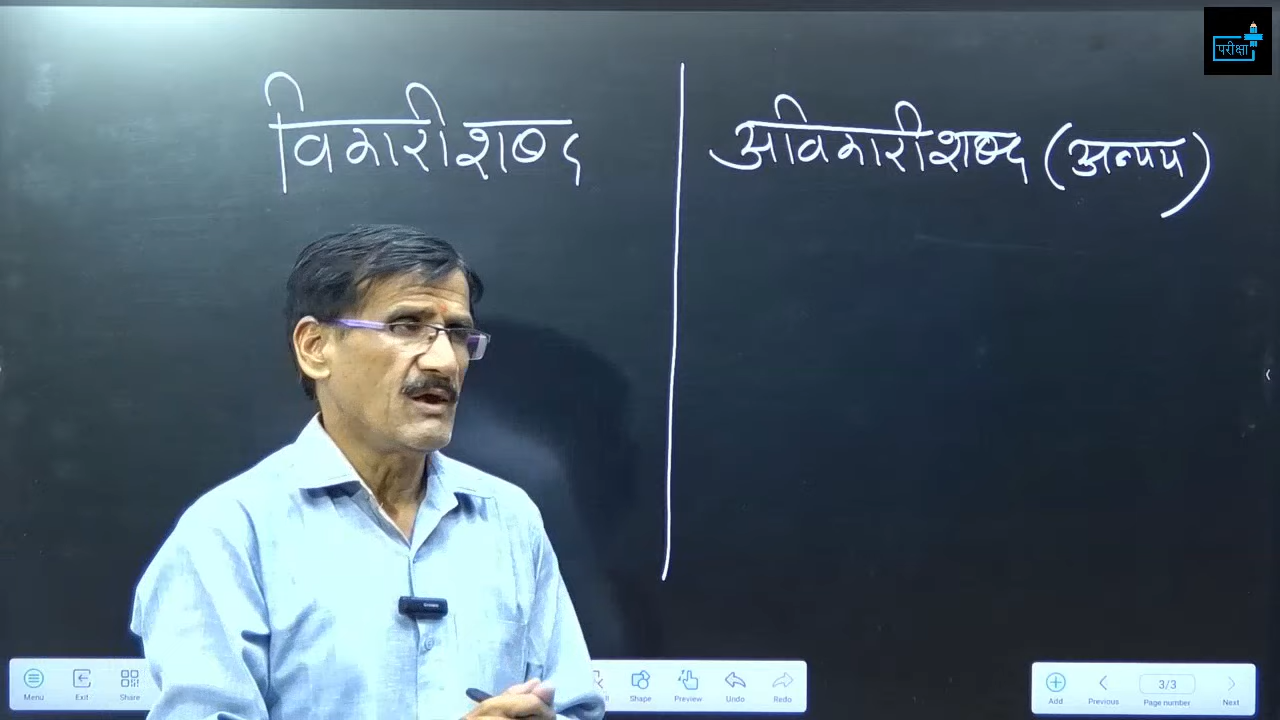 परीक्षा
विकारी शब्द
अविकारी शब्द (अव्यय)
Menu
Exit
Share
Shape
Preview
Undo
Redo
Add
Previous
3/3
Page number
Next